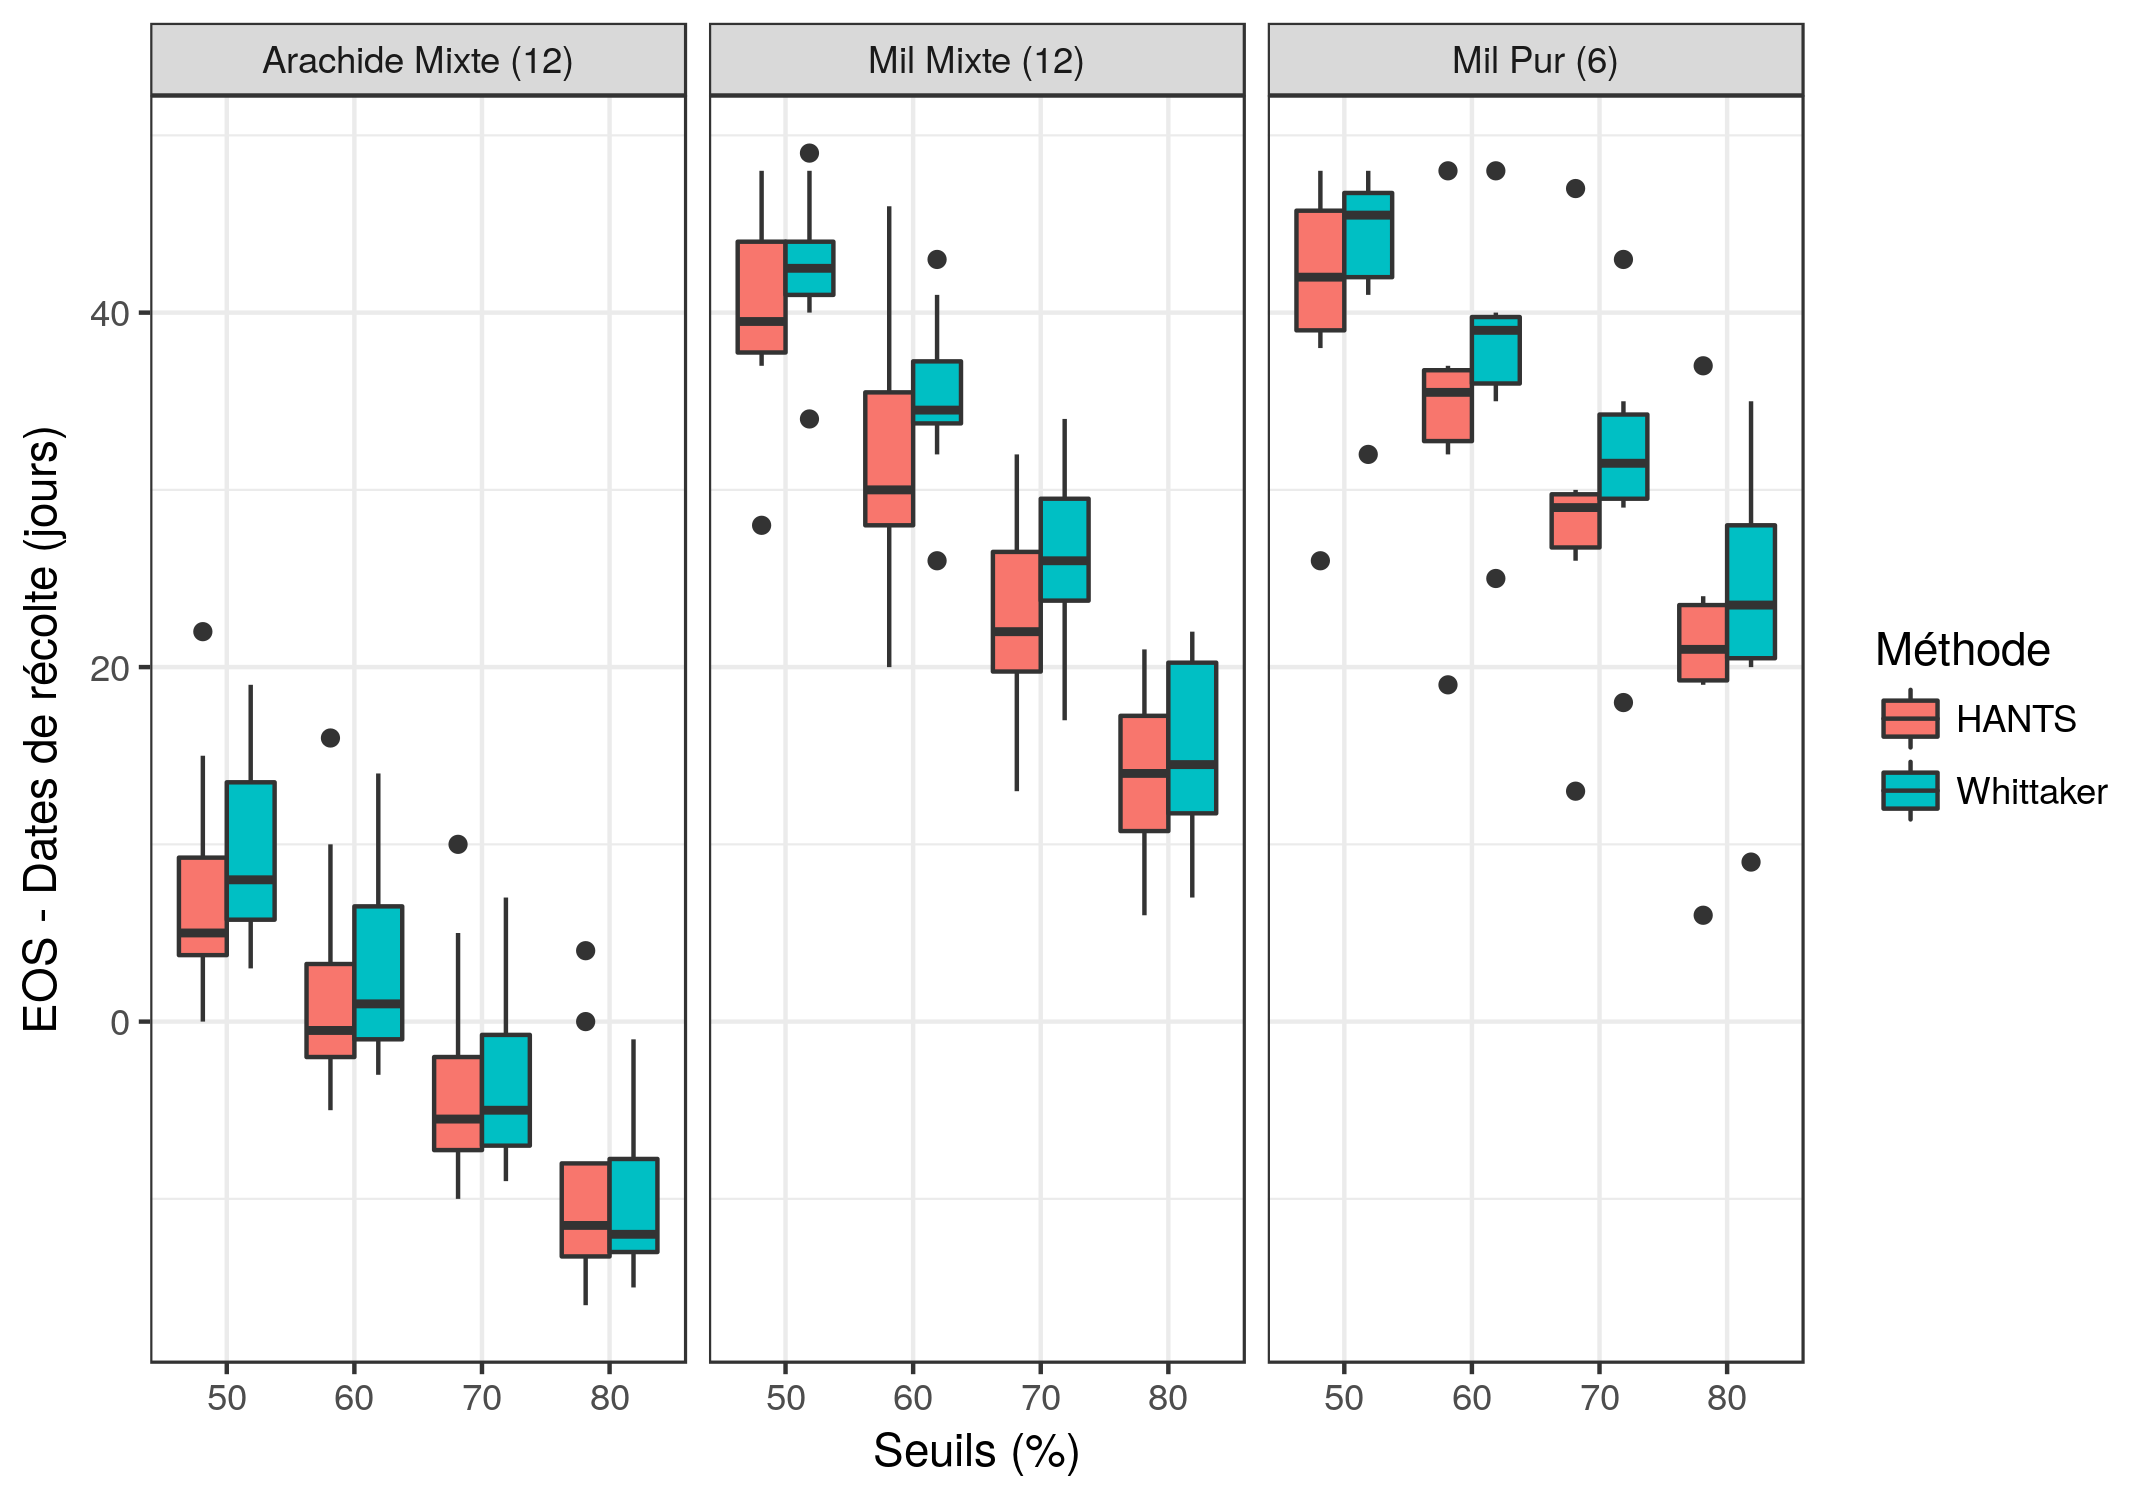 Arachide Mixte (12)
Mil Mixte (12)
Mil Pur (6)
EOS - Dates de récolte (jours)
40
20
0
50 60 70 80
50 60 70 80
50 60 70 80
Seuils (%)
Méthode
HANTS
Whittaker